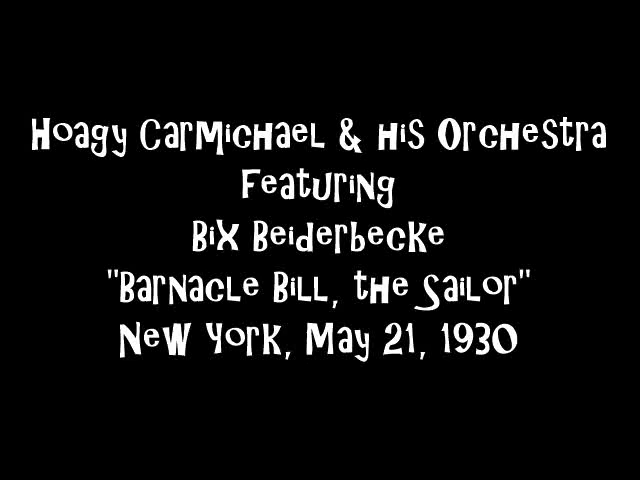 Hoagy Carmichael & His Orchestra
Featuring
Bix Beiderbecke
"Barnacle Bill, the Sailor"
New York, May 21, 1930